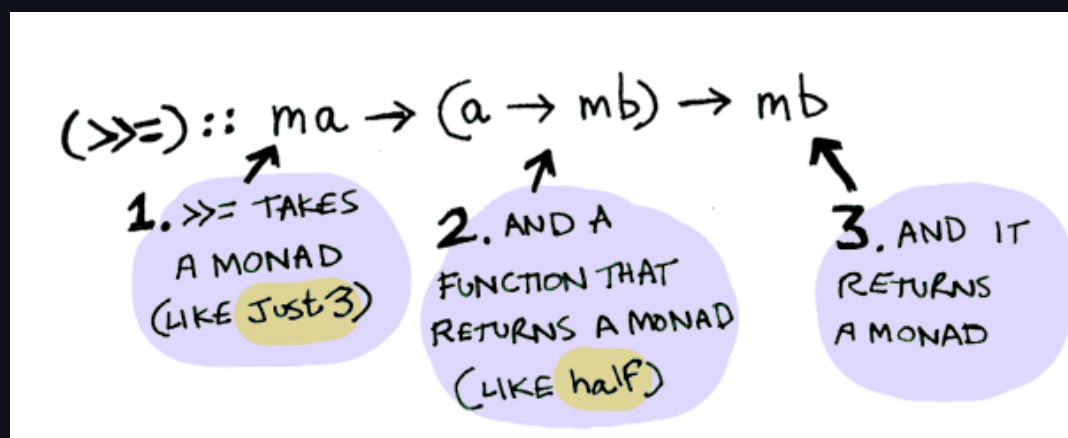 (>>=) :: ma → (a → mb) → mb
1. >>= TAKES
A MONAD
(LIKE Just 3)
2. AND A
FUNCTION THAT
RETURNS A MONAD
(LIKE half)
3. AND IT
RETURNS
A MONAD